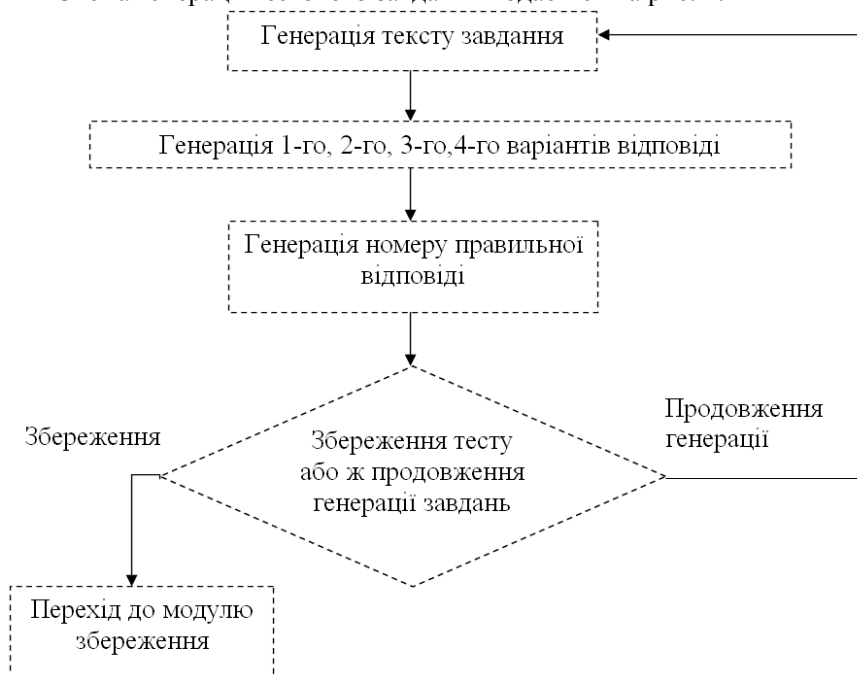 Генерація тексту завдання
Генерація 1-го, 2-го, 3-го,4-го варіантів відповіді
Генерація номеру правильної
відповіді
Збереження
Збереження тесту
або ж продовження
генерації завдань
Продовження
генерації
Перехід до модулю
збереження